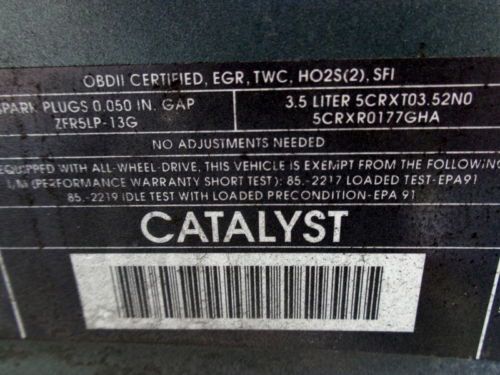 OBDII CERTIFIED, EGR, TWC, HO2S(2), SFI
SPARK PLUGS 0.050 IN. GAP
ZFR5LP-13G
3.5 LITER 5CRXT03.52N0
5CRXR0177GHA
NO ADJUSTMENTS NEEDED
EQUIPPED WITH ALL-WHEEL-DRIVE, THIS VEHICLE IS EXEMPT FROM THE FOLLOWING
I/M (PERFORMANCE WARRANTY SHORT TEST): 85.-2217 LOADED TEST-EPA91
85.-2219 IDLE TEST WITH LOADED PRECONDITION-EPA 91
CATALYST